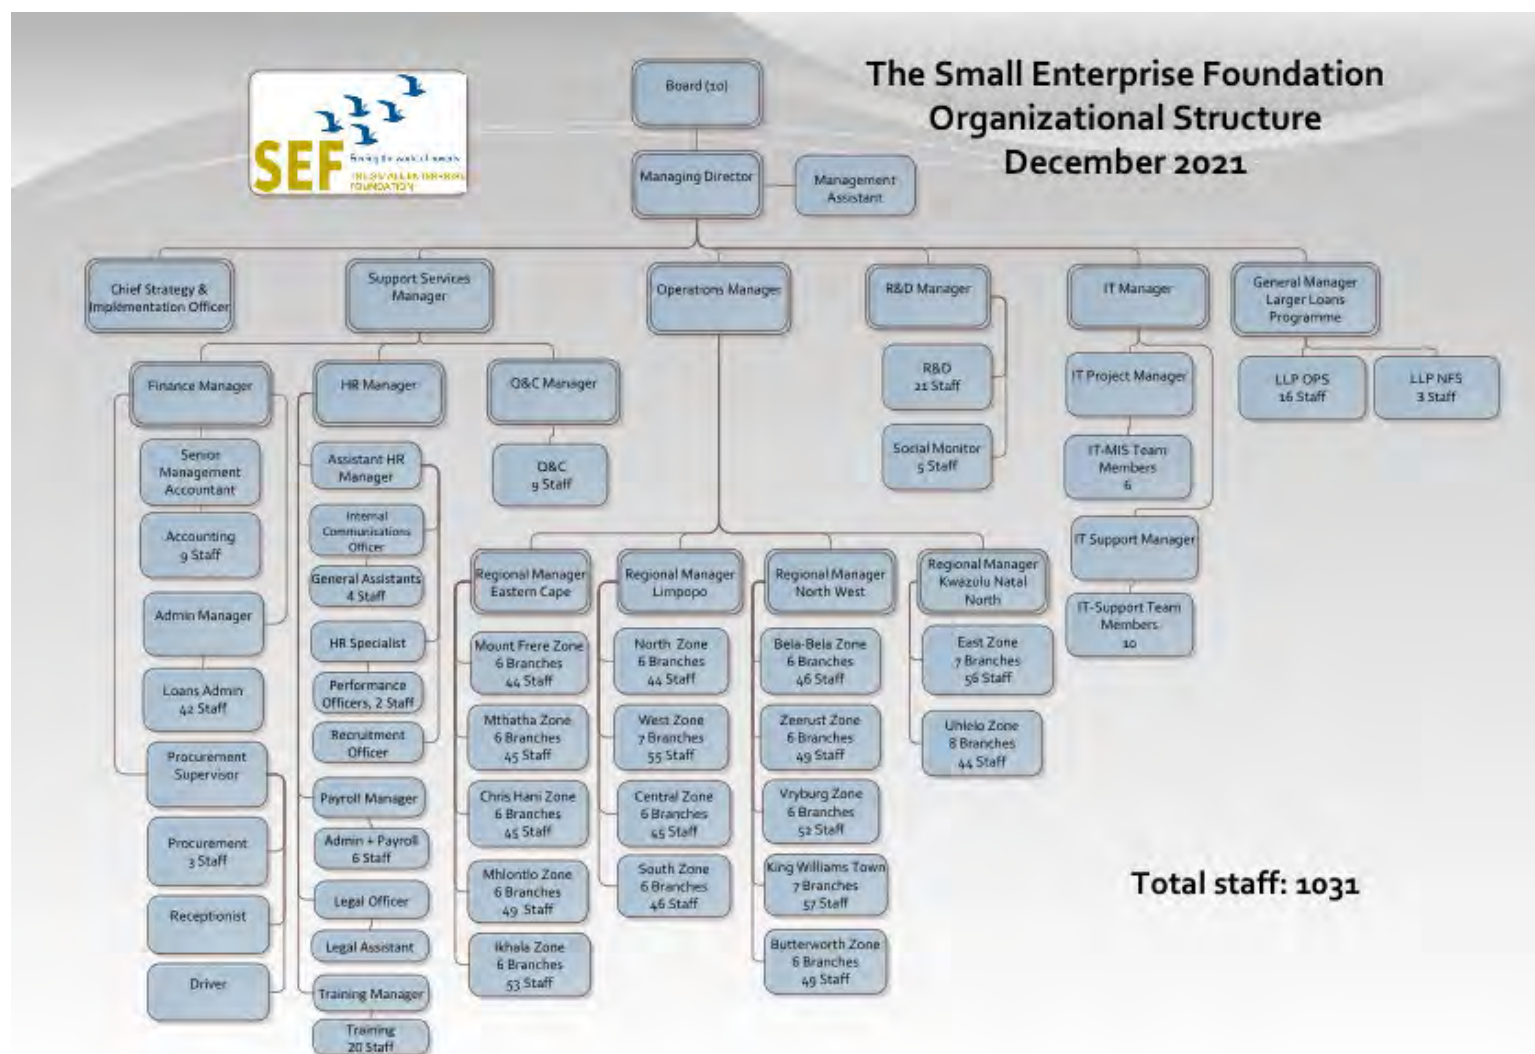 The Small Enterprise Foundation
Organizational Structure
December 2021
SEF
FOUNDATION
Board (10)
Managing Director
Management
Assistant
Chief Strategy &
Implementation Officer
Support Services
Manager
Operations Manager
R&D Manager
IT Manager
General Manager
Larger Loans
Programme
Finance Manager
HR Manager
Q&C Manager
R&D
21 Staff
IT Project Manager
LLP OPS
16 Staff
LLP NFS
3 Staff
Senior
Management
Accountant
Assistant HR
Manager
Q&C
9 Staff
Social Monitor
5 Staff
IT-MIS Team
Members
6
Accounting
9 Staff
Internal
Communications
Officer
General Assistants
4 Staff
IT Support Manager
Admin Manager
HR Specialist
IT-Support Team
Members
10
Loans Admin
42 Staff
Performance
Officers, 2 Staff
Recruitment
Officer
Procurement
Supervisor
Payroll Manager
Procurement
3 Staff
Admin + Payroll
6 Staff
Receptionist
Legal Officer
Legal Assistant
Driver
Training Manager
Training
20 Staff
Regional Manager
Eastern Cape
Mount Frere Zone
6 Branches
44 Staff
Mthatha Zone
6 Branches
45 Staff
Chris Hani Zone
6 Branches
45 Staff
Mhlontlo Zone
6 Branches
49 Staff
Ikhala Zone
6 Branches
53 Staff
Regional Manager
Limpopo
North Zone
6 Branches
44 Staff
West Zone
7 Branches
55 Staff
Central Zone
6 Branches
45 Staff
South Zone
6 Branches
46 Staff
Regional Manager
North West
Bela-Bela Zone
6 Branches
46 Staff
Zeerust Zone
6 Branches
49 Staff
Vryburg Zone
6 Branches
52 Staff
King Williams Town
7 Branches
57 Staff
Butterworth Zone
6 Branches
49 Staff
Regional Manager
Kwazulu Natal
North
East Zone
7 Branches
56 Staff
Zone
8 Branches
44 Staff
Total staff: 1031